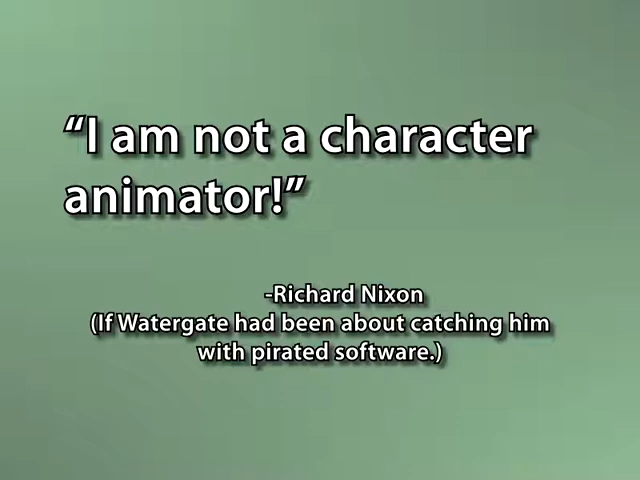 “I am not a character
animator!”
-Richard Nixon
(If Watergate had been about catching him
with pirated software.)